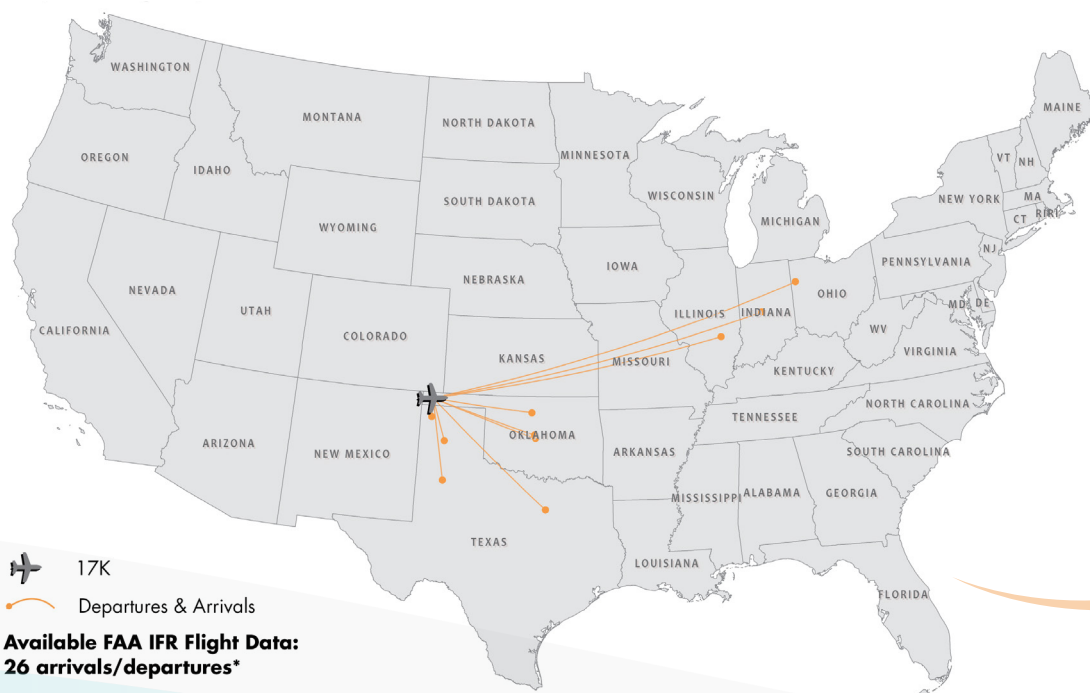 WASHINGTON
MAINE
MONTANA
NORTH DAKOTA
MINNESOTA
VT
NH
OREGON
IDAHO
WISCONSIN
MICHIGAN
NEW YORK
MA
SOUTH DAKOTA
CT
RIRI
WYOMING
NJ
PENNSYLVANIA
IOWA
NEBRASKA
NEVADA
OHIO
MD
DE
UTAH
ILLINOIS
INDIANA
CALIFORNIA
COLORADO
WV
VIRGINIA
KANSAS
MISSOURI
KENTUCKY
NORTH CAROLINA
TENNESSEE
ARIZONA
NEW MEXICO
OKLAHOMA
ARKANSAS
SOUTH CAROLINA
MISSISSIPPI
ALABAMA
GEORGIA
TEXAS
LOUISIANA
FLORIDA
17K
Departures & Arrivals
Available FAA IFR Flight Data:
26 arrivals/departures*